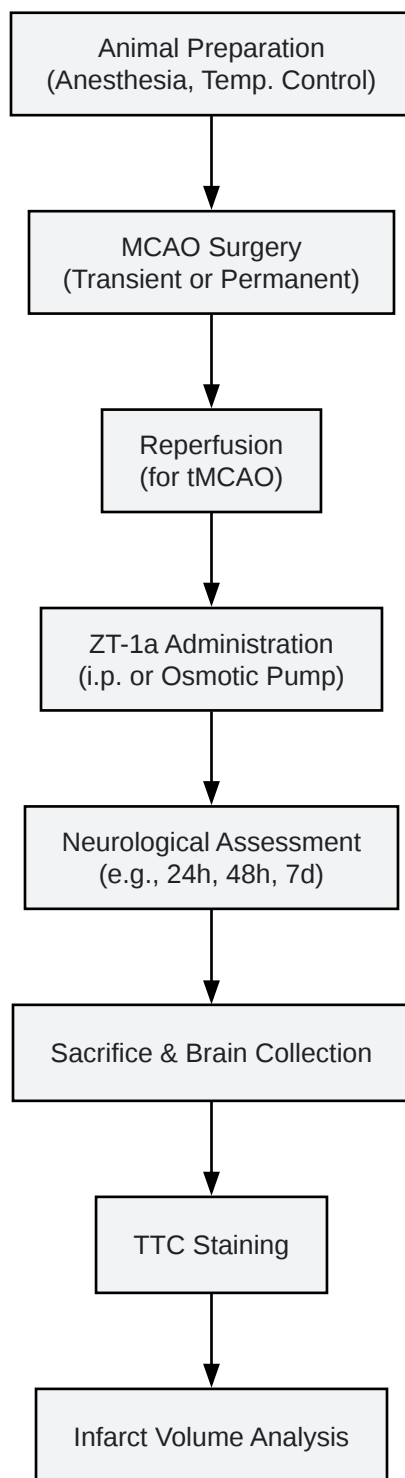 Animal Preparation
(Anesthesia, Temp. Control)
MCAO Surgery
(Transient or Permanent)
Reperfusion
(for tMCAO)
ZT-1a Administration
(i.p. or Osmotic Pump)
Neurological Assessment
(e.g., 24h, 48h, 7d)
Sacrifice & Brain Collection
TTC Staining
Infarct Volume Analysis